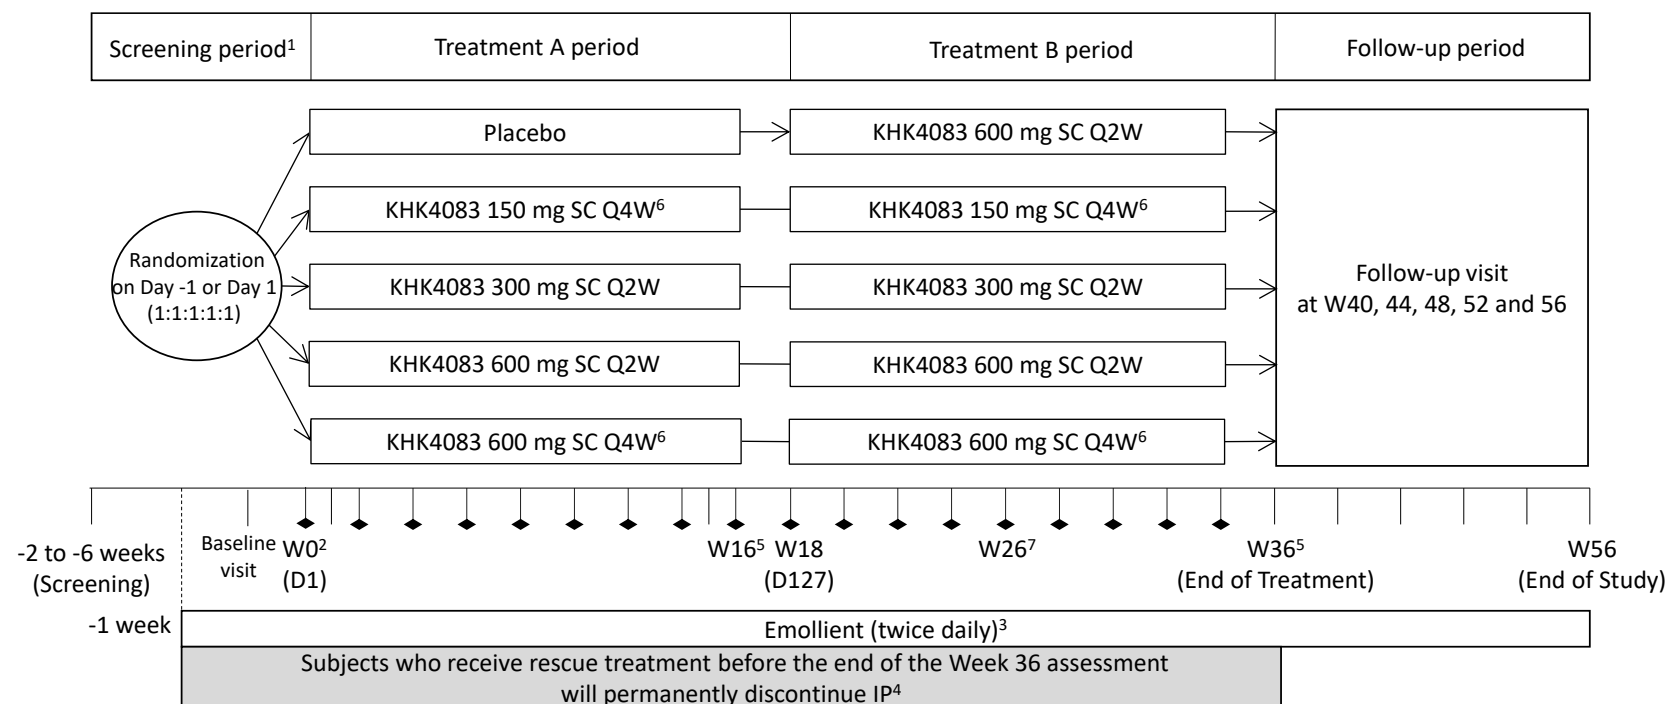 Screening period1
Treatment A period
Treatment B period
Follow-up period
Placebo
KHK4083 600 mg SC Q2W
KHK4083 150 mg SC Q4W6
KHK4083 150 mg SC Q4W6
Randomization
on Day -1 or Day 1
(1:1:1:1:1)
KHK4083 300 mg SC Q2W
KHK4083 300 mg SC Q2W
Follow-up visit
at W40, 44, 48, 52 and 56
KHK4083 600 mg SC Q2W
KHK4083 600 mg SC Q2W
KHK4083 600 mg SC Q4W6
KHK4083 600 mg SC Q4W6
-2 to -6 weeks
(Screening)
Baseline
visit
W02
(D1)
W165
W18
(D127)
W267
W365
(End of Treatment)
W56
(End of Study)
-1 week
Emollient (twice daily)3
Subjects who receive rescue treatment before the end of the Week 36 assessment
will permanently discontinue IP4